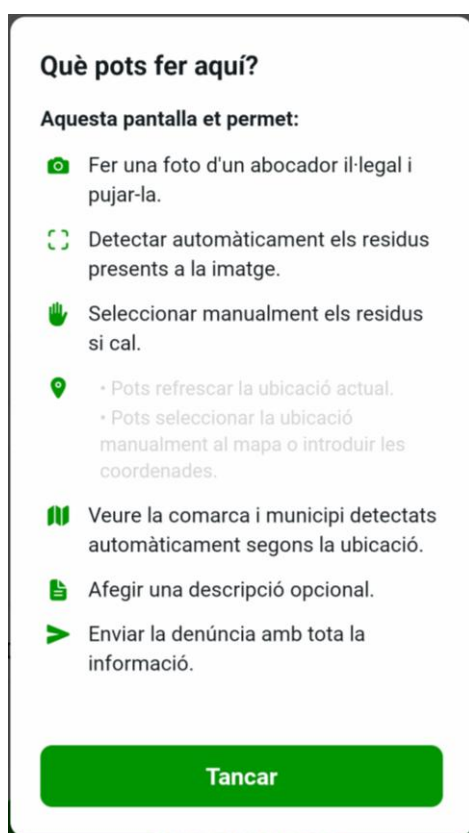 Què pots fer aquí?
Aquesta pantalla et permet:
Fer una foto d'un abocador il·legal i
pujar-la.
Detectar automàticament els residus
presents a la imatge.
Seleccionar manualment els residus
si cal.
• Pots refrescar la ubicació actual.
• Pots seleccionar la ubicació
manualment al mapa o introduir les
coordenades.
Veure la comarca i municipi detectats
automàticament segons la ubicació.
Afegir una descripció opcional.
Enviar la denúncia amb tota la
informació.
Tancar